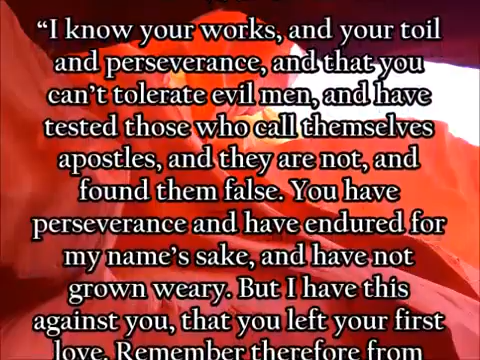 “I know your works, and your toil
and perseverance, and that you
can’t tolerate evil men, and have
tested those who call themselves
apostles, and they are not, and
found them false. You have
perseverance and have endured for
my name’s sake, and have not
grown weary. But I have this
against you, that you left your first
love. Remember therefore from